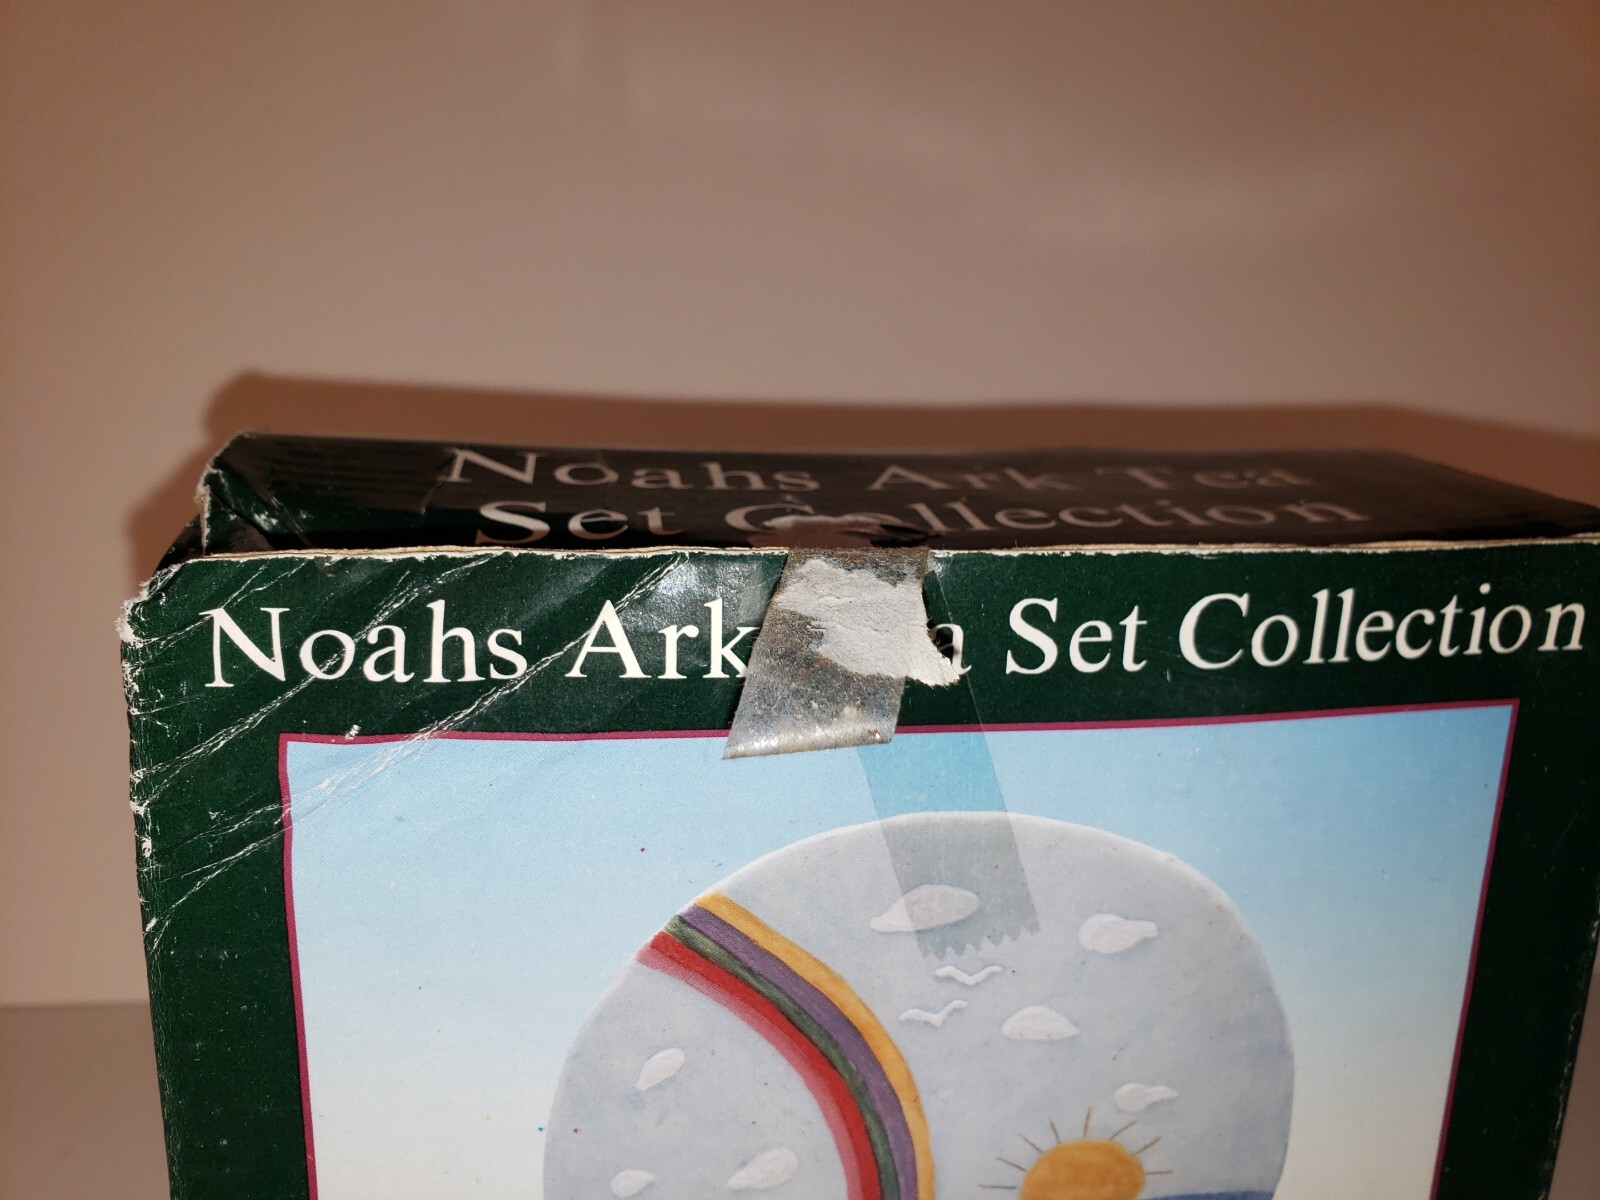 Noahs Ark Tea
Set Collection
Noahs Ark a Set Collection